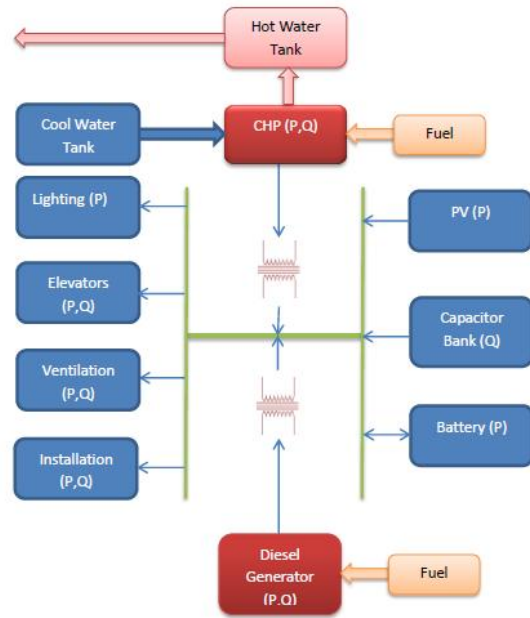 Hot Water
Tank
Cool Water
Tank
CHP (P,Q)
Fuel
Lighting (P)
PV (P)
Elevators
(P,Q)
Capacitor
Bank (Q)
Ventilation
(P,Q)
Battery (P)
Installation
(P,Q)
Diesel
Generator
(P,Q)
Fuel